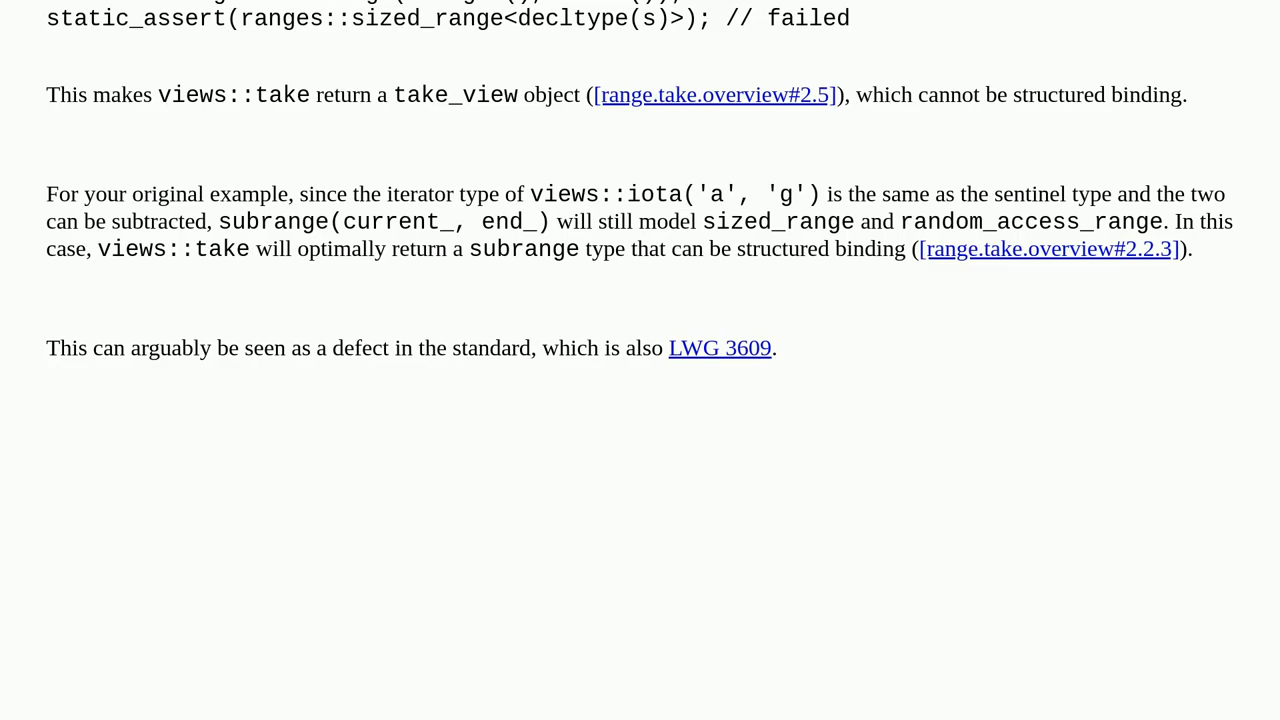 static_assert(ranges::sized_range<decltype(s)>); // failed
This makes views::take return a take_view object ([range.take.overview#2.5]), which cannot be structured binding.
For your original example, since the iterator type of views::iota('a', 'g') is the same as the sentinel type and the two
can be subtracted, subrange(current_, end_) will still model sized_range and random_access_range. In this
case, views::take will optimally return a subrange type that can be structured binding ([range.take.overview#2.2.3]).
This can arguably be seen as a defect in the standard, which is also LWG 3609.